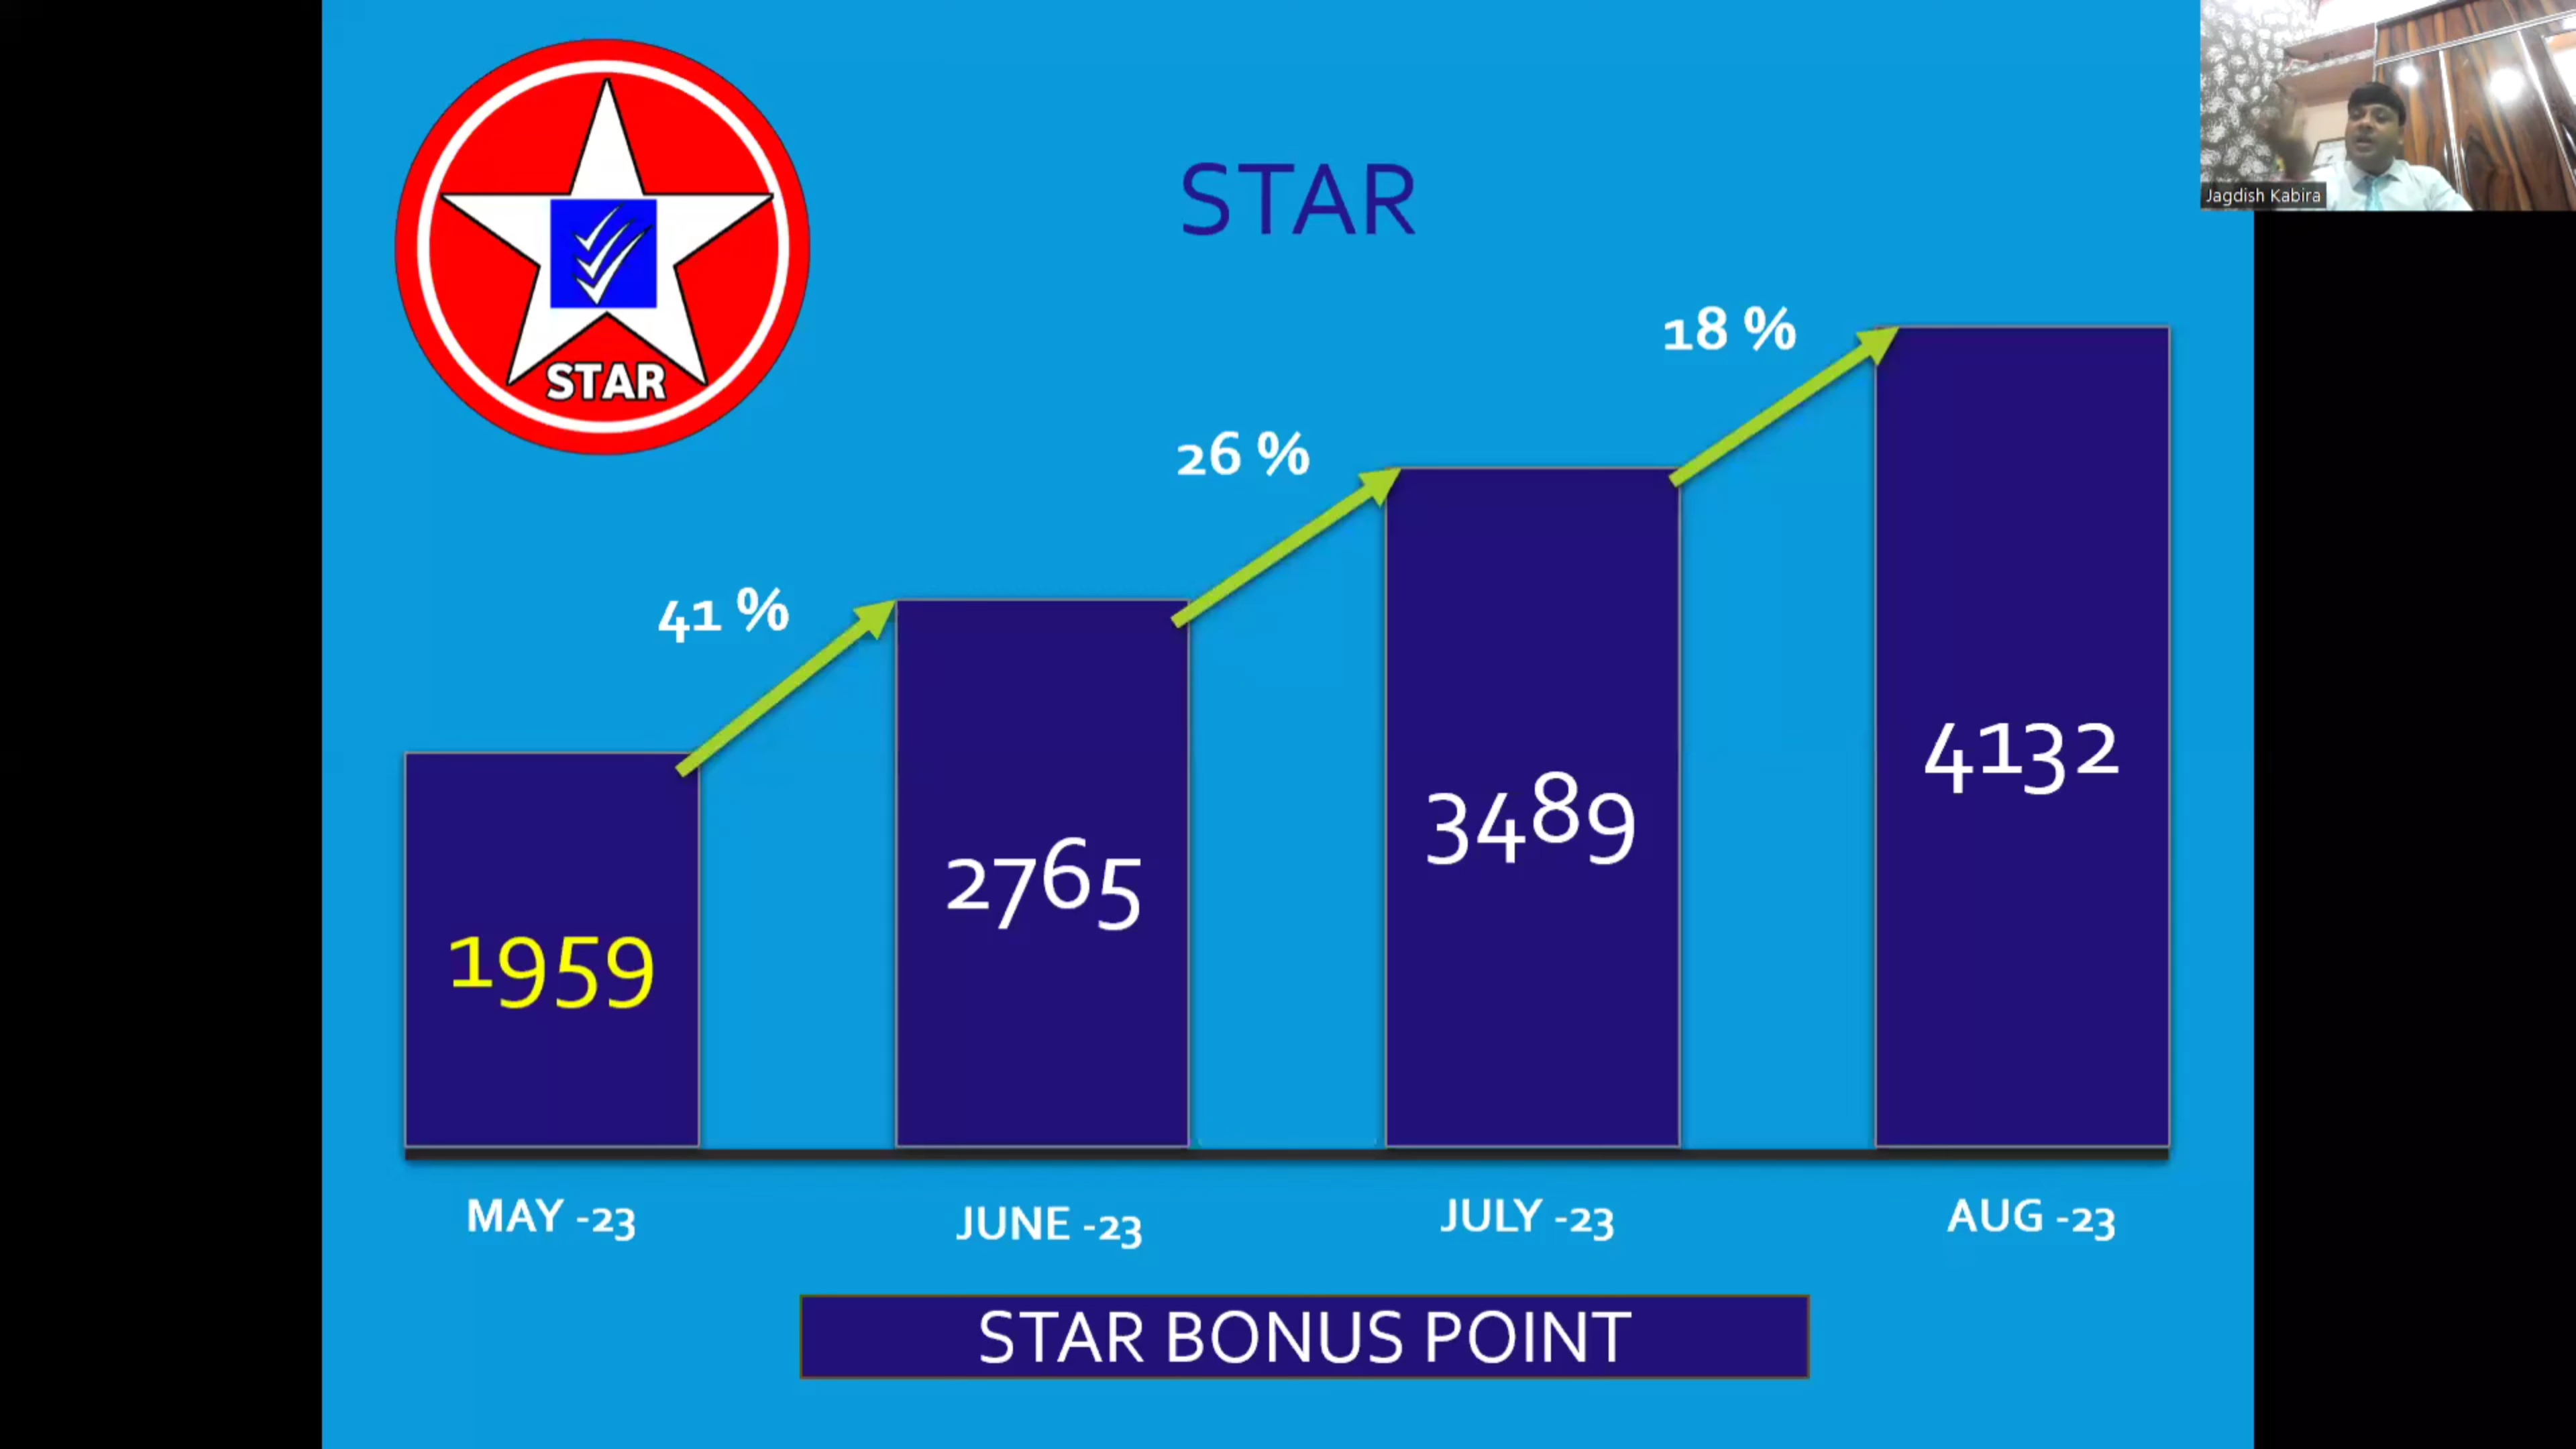 STAR
STAR
Jagdish Kabira
18 %
26 %
41 %
1959
2765
3489
4132
MAY -23
JUNE -23
JULY -23
AUG -23
STAR BONUS POINT